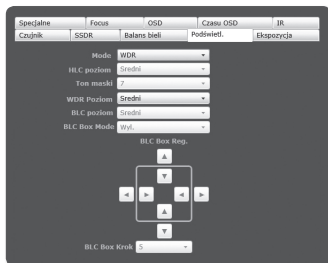 Specjalne Focus OSD Czasu OSD IR
Czujnik SSDR Balans bieli Podświetl. Ekspozycja
Mode WDR
HLC poziom Sredni
Ton maski 7
WDR Poziom Sredni
BLC poziom Sredni
BLC Box Mode Wył.
BLC Box Reg.
BLC Box Krok 5